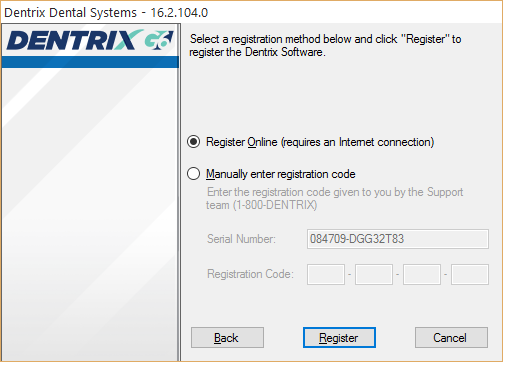 Dentrix Dental Systems - 16.2.104.0
DENTRIX G6
Select a registration method below and click "Register" to
register the Dentrix Software.
Register Online (requires an Internet connection)
Manually enter registration code
Enter the registration code given to you by the Support
team (1-800-DENTRIX)
Serial Number: 084709-DGG32T83
Registration Code: - - -
Back Register Cancel